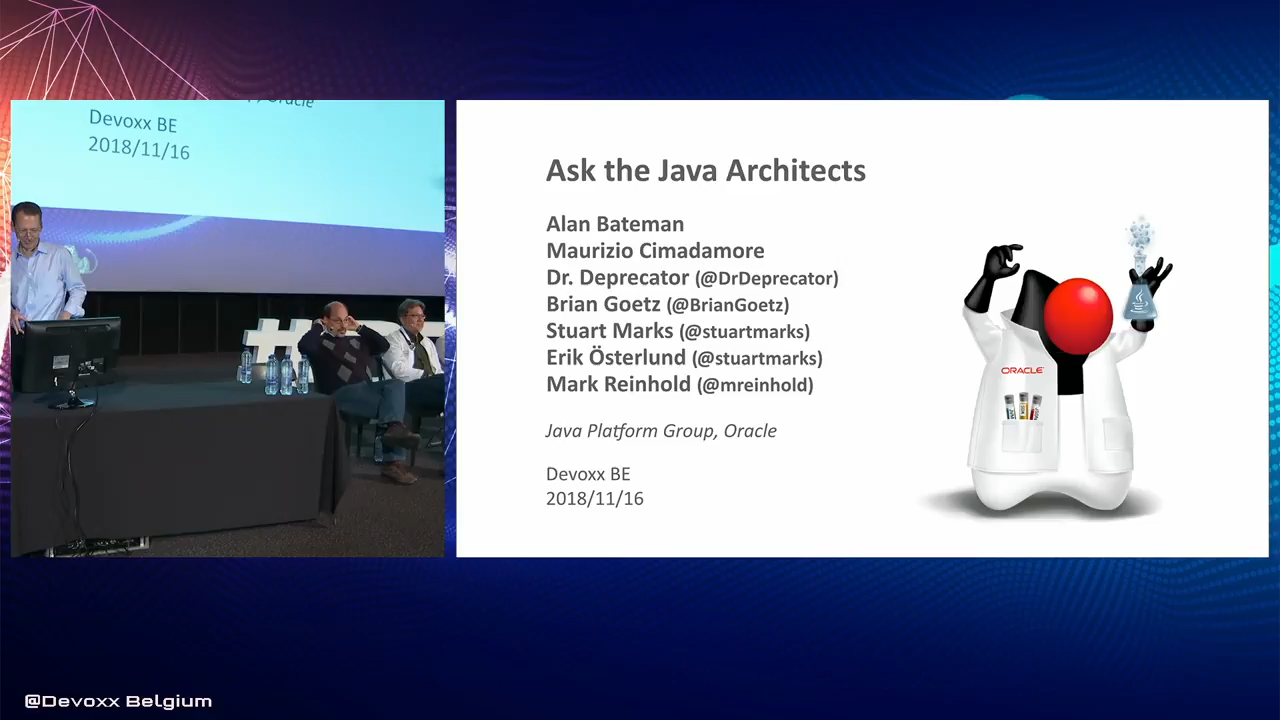 Oracle
Devoxx BE
2018/11/16
Ask the Java Architects
Alan Bateman
Maurizio Cimadamore
Dr. Deprecator (@DrDeprecator)
Brian Goetz (@BrianGoetz)
Stuart Marks (@stuartmarks)
Erik Österlund (@stuartmarks)
Mark Reinhold (@mreinhold)
Java Platform Group, Oracle
Devoxx BE
2018/11/16
ORACLE
@Devoxx Belgium